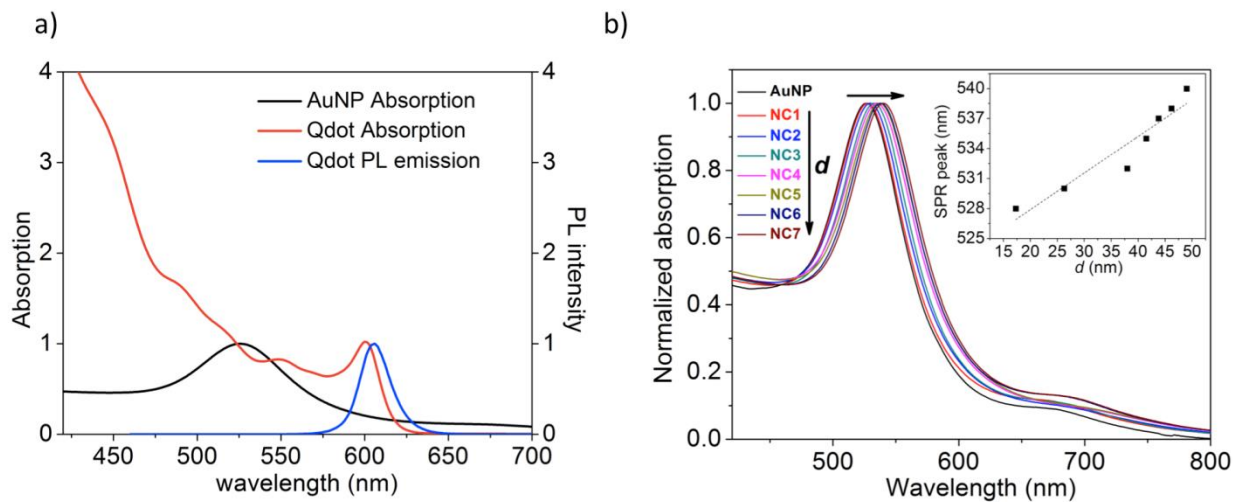 a)
4
3
2
1
0
Absorption
AuNP Absorption
Qdot Absorption
Qdot PL emission
4
3
2
1
0
PL intensity
450 500 550 600 650 700
wavelength (nm)
b)
1.0
0.8
0.6
0.4
0.2
0.0
Normalized absorption
AuNP
NC1
NC2
NC3
NC4
NC5
NC6
NC7
d
540
537
534
531
528
525
SPR peak (nm)
15 20 25 30 35 40 45 50
d (nm)
500 600 700 800
Wavelength (nm)